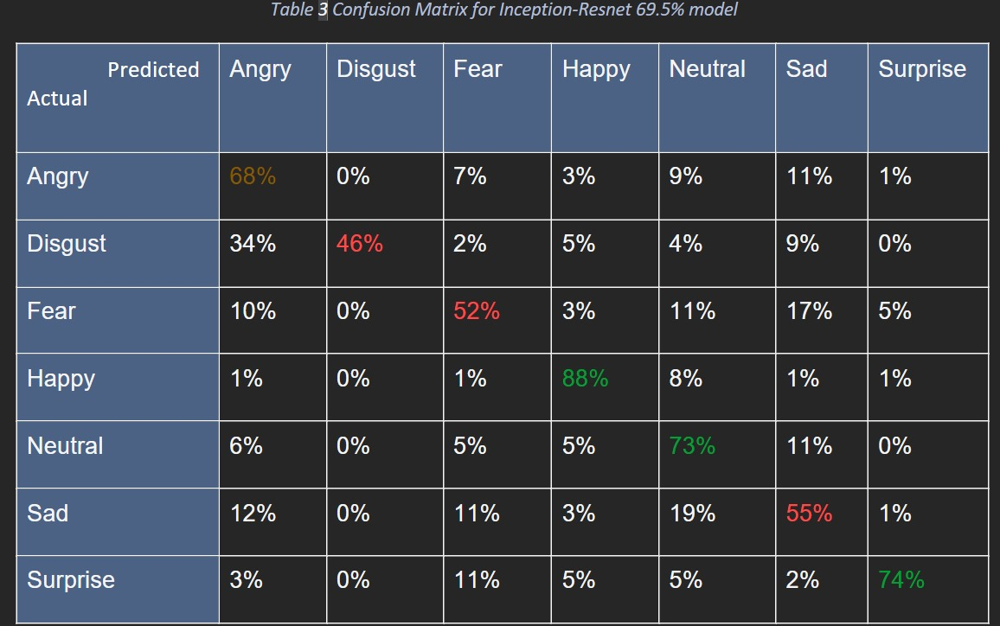 Table 3 Confusion Matrix for Inception-Resnet 69.5% model
Predicted Angry Disgust Fear Happy Neutral Sad Surprise
Actual
Angry 68% 0% 7% 3% 9% 11% 1%
Disgust 34% 46% 2% 5% 4% 9% 0%
Fear 10% 0% 52% 3% 11% 17% 5%
Happy 1% 0% 1% 88% 8% 1% 1%
Neutral 6% 0% 5% 5% 73% 11% 0%
Sad 12% 0% 11% 3% 19% 55% 1%
Surprise 3% 0% 11% 5% 5% 2% 74%